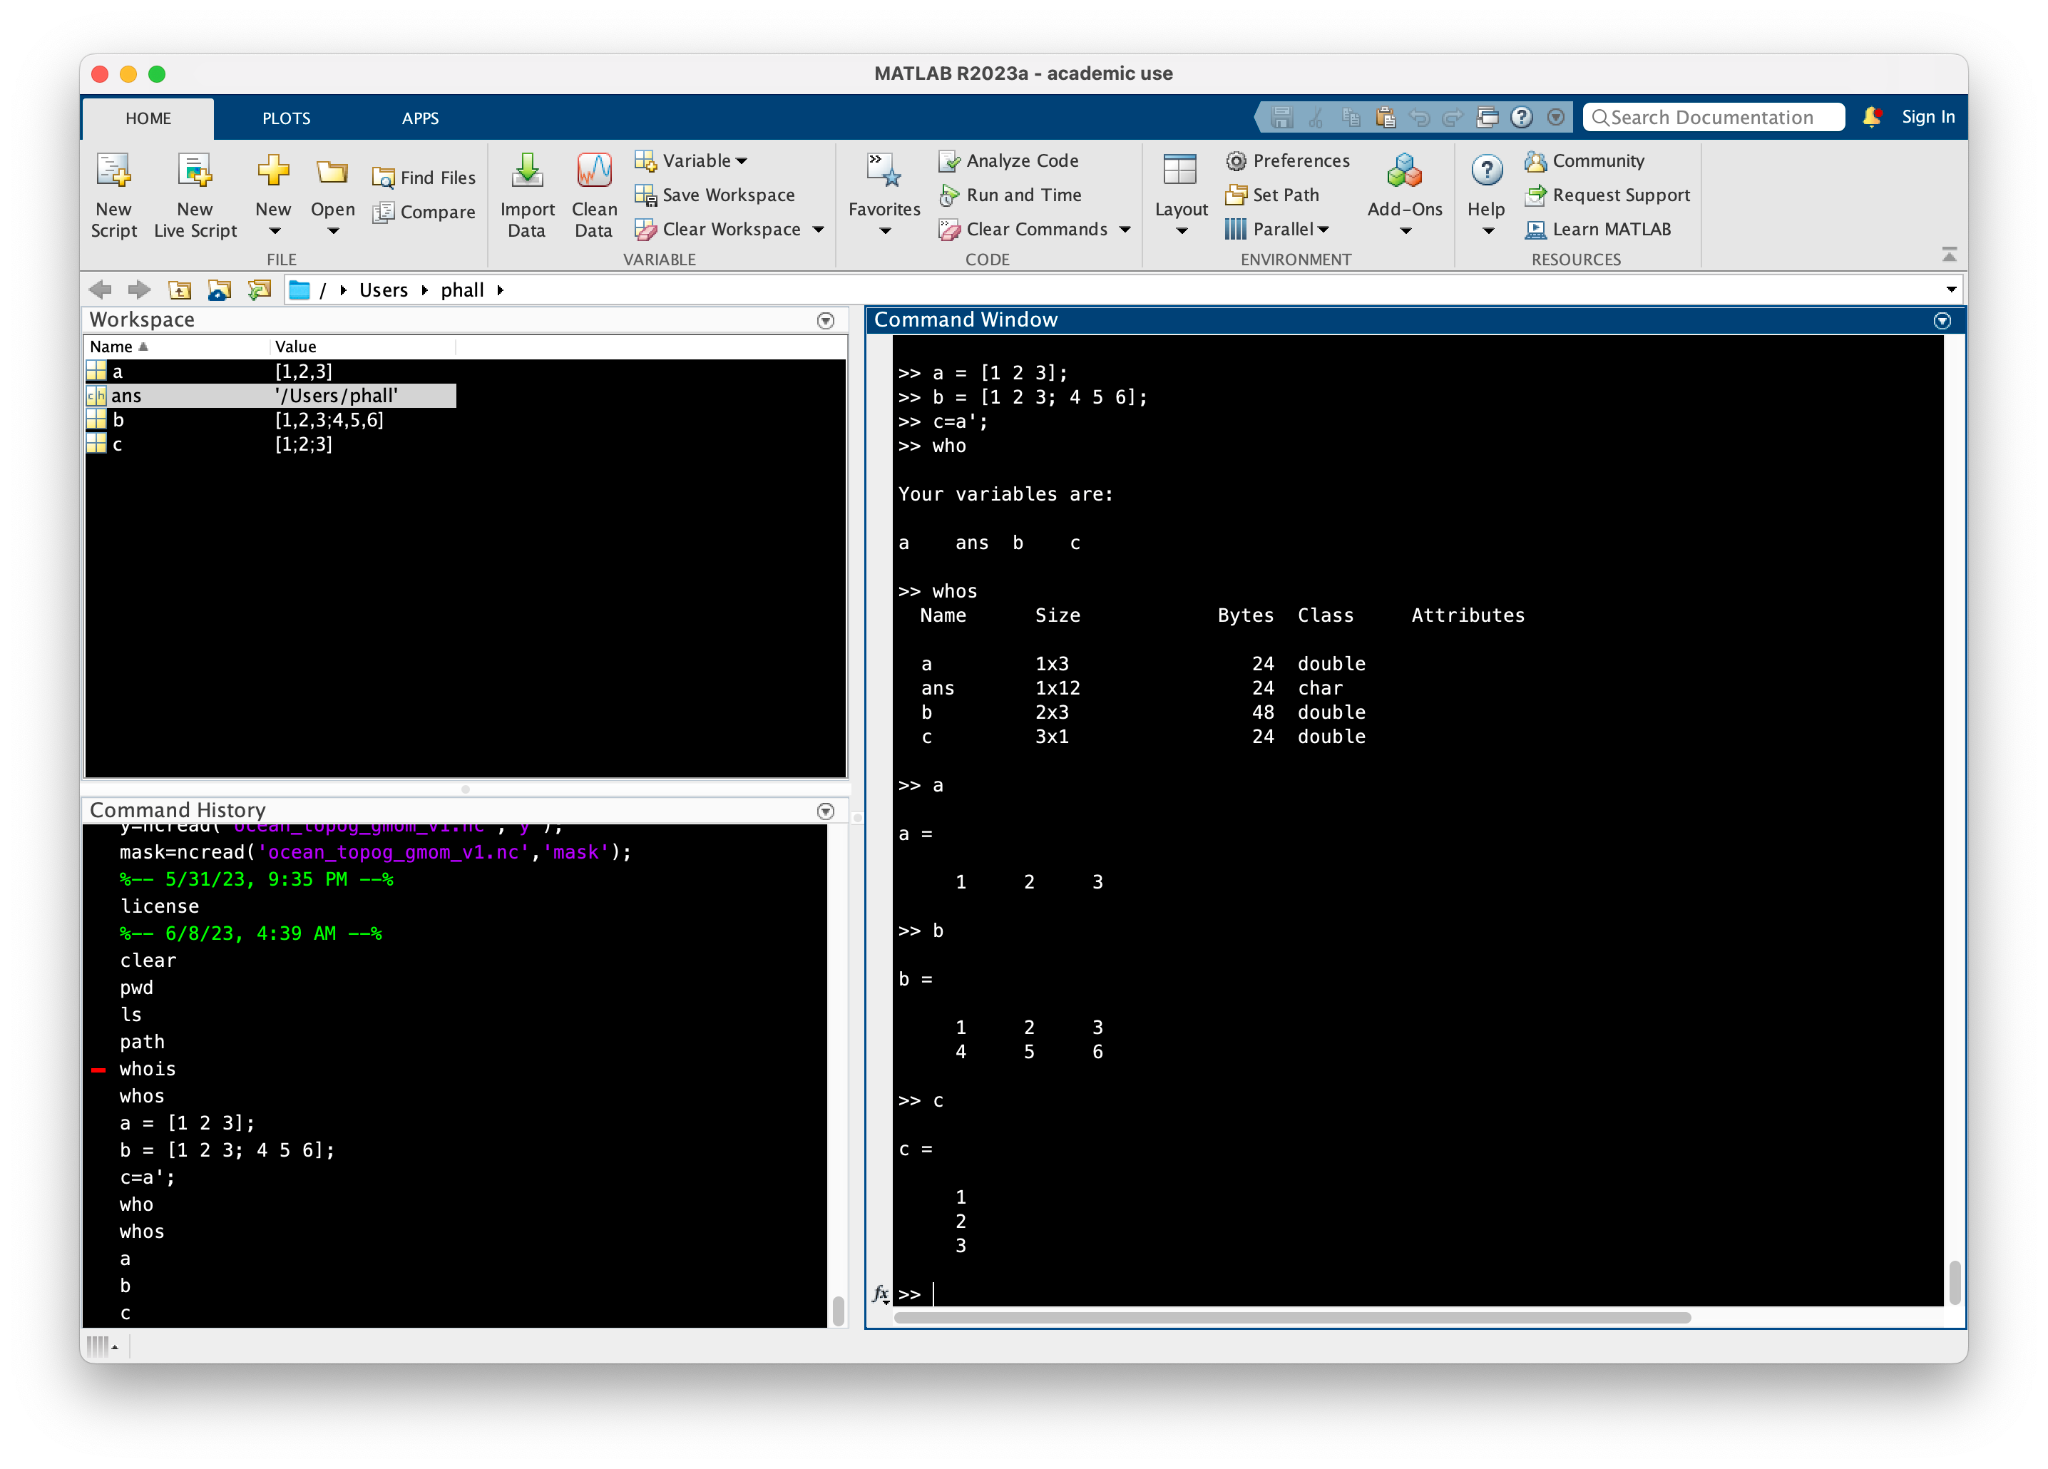 MATLAB R2023a - academic use
HOME PLOTS APPS Search Documentation Sign In
New Script
New Live Script
New
Open
Find Files
Compare
FILE
Import Data
Clean Data
Variable
Save Workspace
Clear Workspace
VARIABLE
Favorites
Analyze Code
Run and Time
Clear Commands
CODE
Layout
Preferences
Set Path
Parallel
Add-Ons
ENVIRONMENT
Help
Community
Request Support
Learn MATLAB
RESOURCES
/ Users phall
Workspace
Name Value
a [1,2,3]
ans '/Users/phall'
b [1,2,3;4,5,6]
c [1;2;3]
Command History
y=ncread('ocean_topog_gmom_v1.nc','y');
mask=ncread('ocean_topog_gmom_v1.nc','mask');
%-- 5/31/23, 9:35 PM --%
license
%-- 6/8/23, 4:39 AM --%
clear
pwd
ls
path
whois
whos
a = [1 2 3];
b = [1 2 3; 4 5 6];
c=a';
who
whos
a
b
c
Command Window
>> a = [1 2 3];
>> b = [1 2 3; 4 5 6];
>> c=a';
>> who
Your variables are:
a ans b c
>> whos
Name Size Bytes Class Attributes
a 1x3 24 double
ans 1x12 24 char
b 2x3 48 double
c 3x1 24 double
>> a
a =
1 2 3
>> b
b =
1 2 3
4 5 6
>> c
c =
1
2
3
fx >>